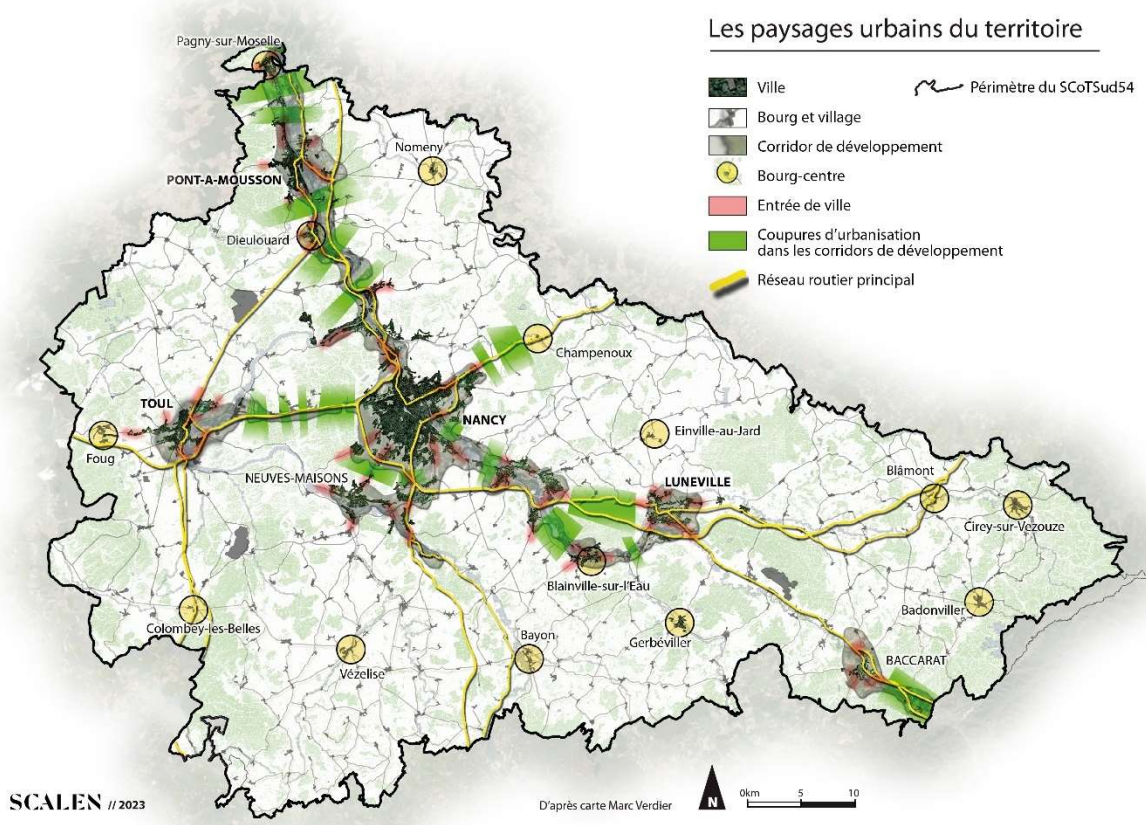 Les paysages urbains du territoire
Ville
Périmètre du SCoTSud54
Bourg et village
Corridor de développement
Bourg-centre
Entrée de ville
Coupures d'urbanisation
dans les corridors de développement
Réseau routier principal
Pagny-sur-Moselle
Nomeny
PONT-A-MOUSSON
Dieulouard
Champenoux
TOUL
NANCY
Foug
Einville-au-Jard
NEUVES-MAISONS
LUNEVILLE
Blâmont
Cirey-sur-Vezouze
Blainville-sur-l'Eau
Badonviller
Colombey-les-Belles
Gerbéviller
Bayon
Vézelise
BACCARAT
SCALEN // 2023
D'après carte Marc Verdier
N
0km 5 10